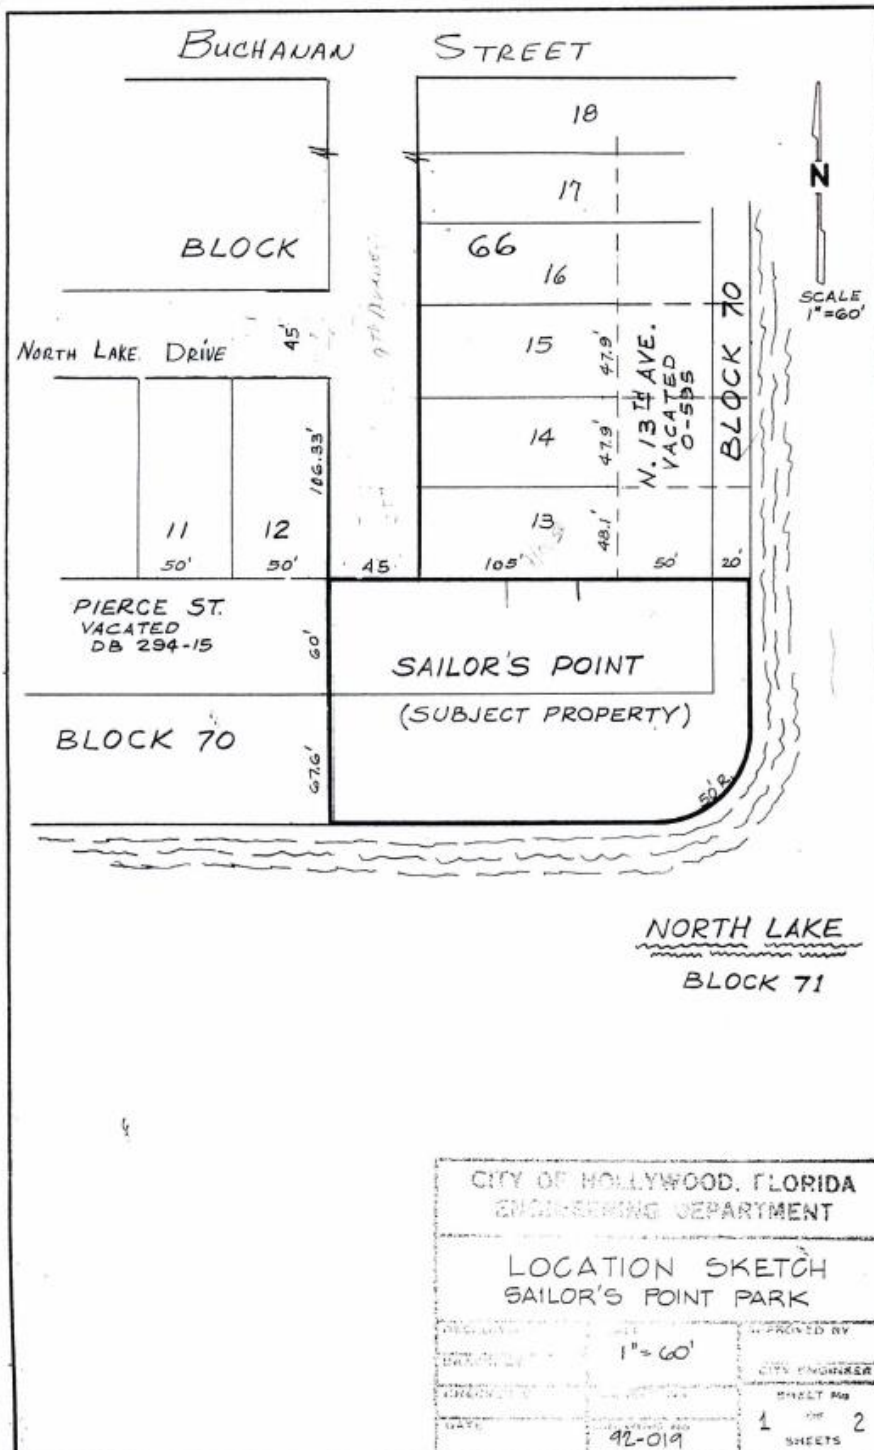 BUCHANAN STREET
18
17
N
BLOCK 66
16
SCALE
1"=60'
NORTH LAKE DRIVE
45'
15
47.9'
N. 13TH AVE.
VACATED
O-595
BLOCK 70
14
47.9'
106.33'
11
12
13
48.1'
50'
50'
45
105'
50'
20'
PIERCE ST.
VACATED
DB 294-15
60'
SAILOR'S POINT
(SUBJECT PROPERTY)
BLOCK 70
67.6'
50' R.
NORTH LAKE
BLOCK 71
CITY OF HOLLYWOOD, FLORIDA
ENGINEERING DEPARTMENT
LOCATION SKETCH
SAILOR'S POINT PARK
1"=60'
APPROVED BY
CITY ENGINEER
DATE
DRAWING NO
92-019
SHEET No
1 OF 2
SHEETS